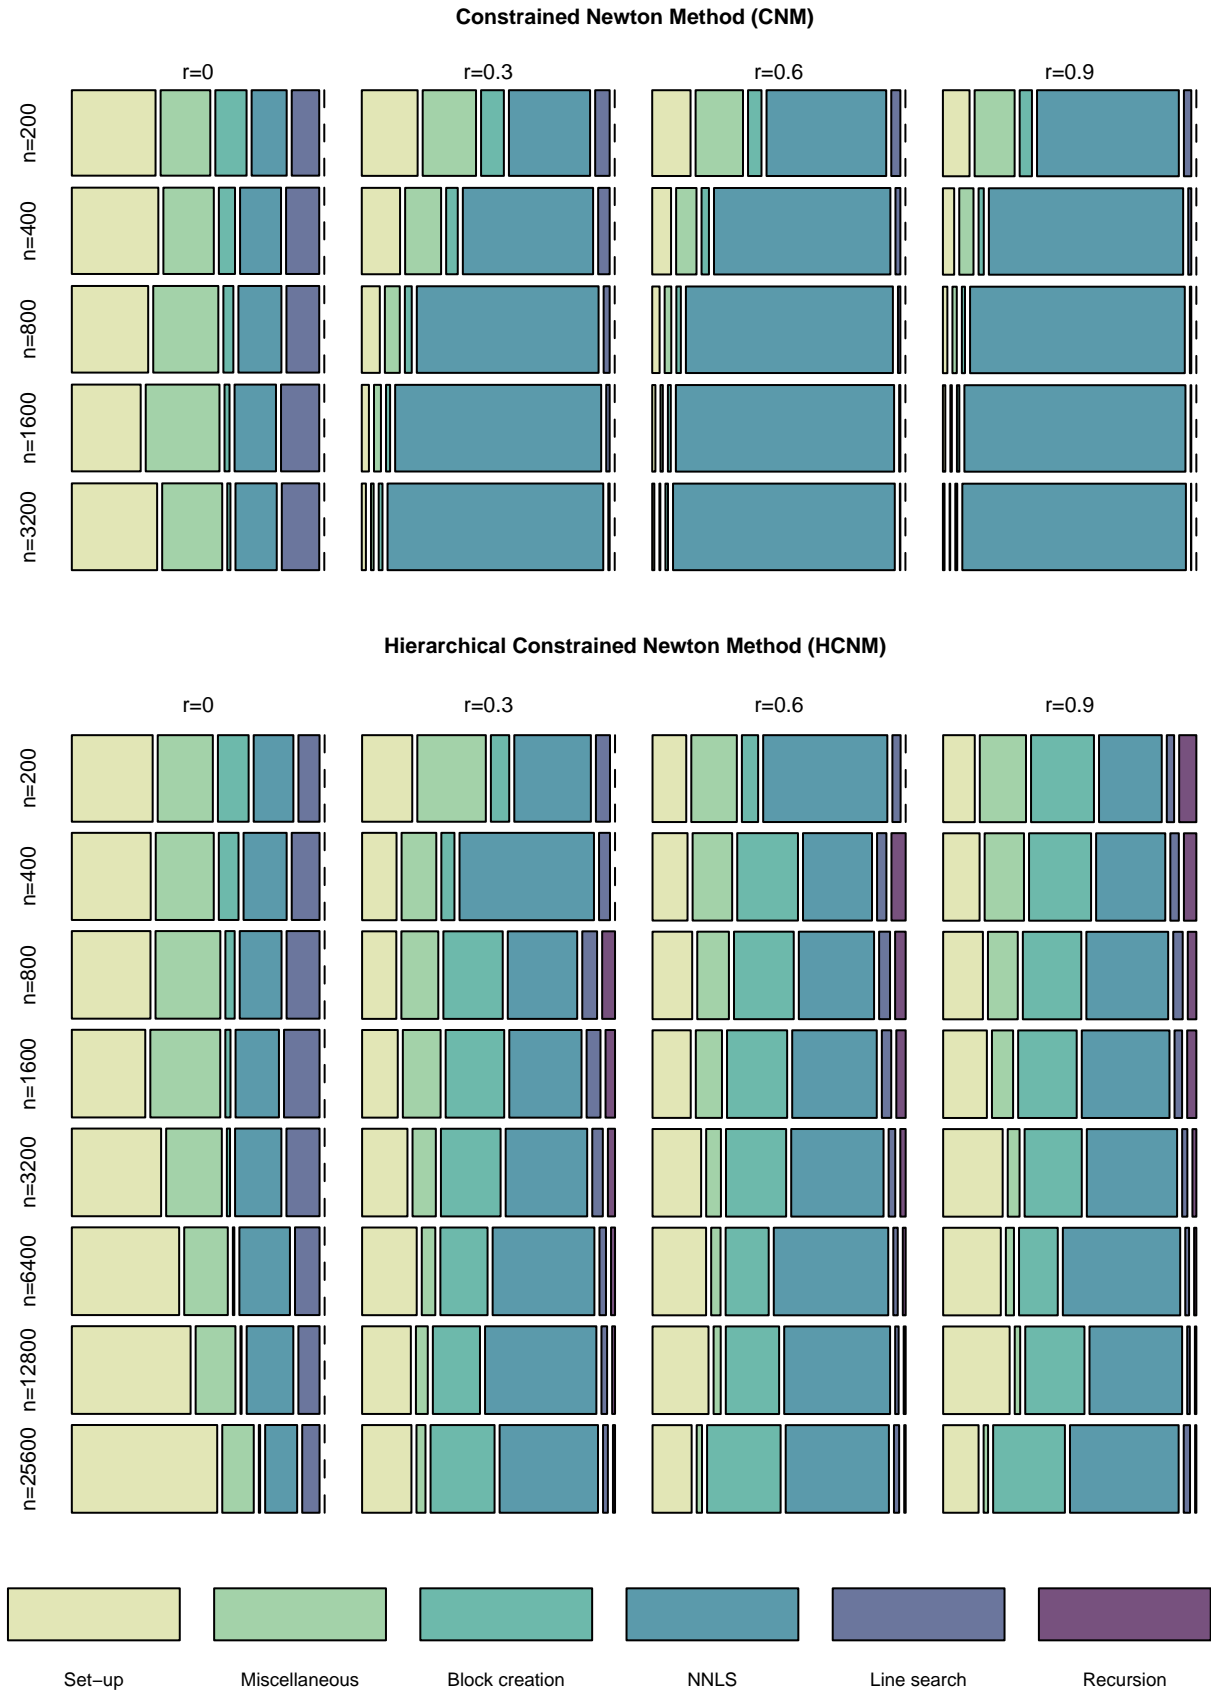 Constrained Newton Method (CNM)
r=0 r=0.3 r=0.6 r=0.9
n=200
n=400
n=800
n=1600
n=3200
Hierarchical Constrained Newton Method (HCNM)
r=0 r=0.3 r=0.6 r=0.9
n=200
n=400
n=800
n=1600
n=3200
n=6400
n=12800
n=25600
Set−up Miscellaneous Block creation NNLS Line search Recursion